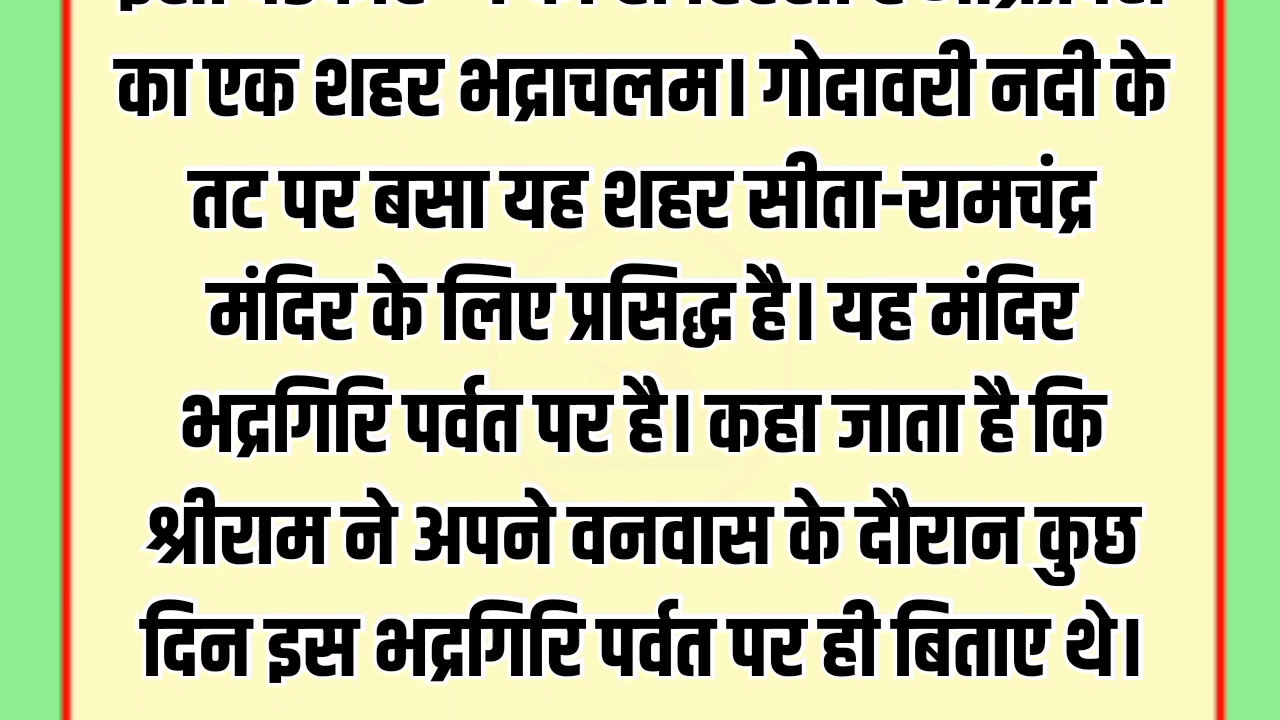 का एक शहर भद्राचलम। गोदावरी नदी के
तट पर बसा यह शहर सीता-रामचंद्र
मंदिर के लिए प्रसिद्ध है। यह मंदिर
भद्रगिरि पर्वत पर है। कहा जाता है कि
श्रीराम ने अपने वनवास के दौरान कुछ
दिन इस भद्रगिरि पर्वत पर ही बिताए थे।